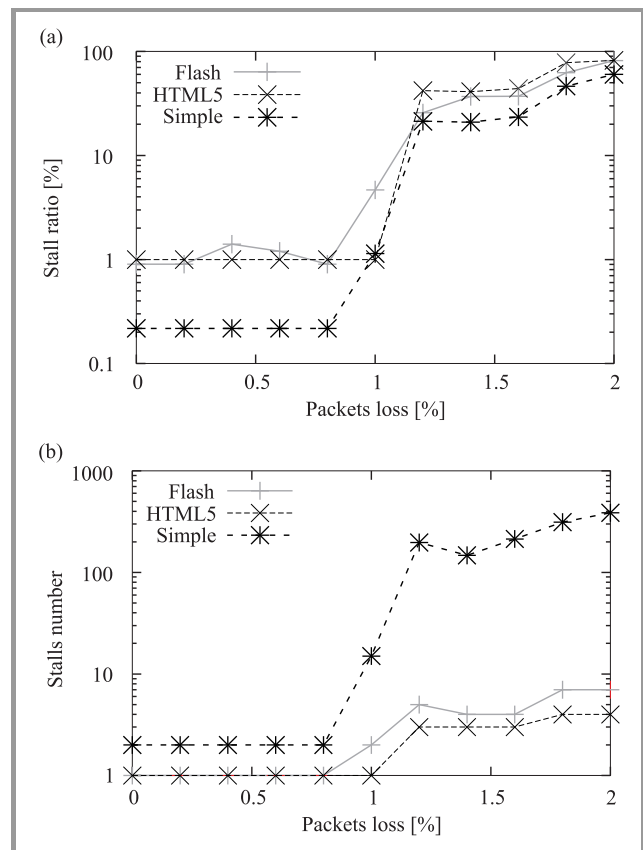 (a)
100
10
1
0.1
Stall ratio [%]
Flash
HTML5
Simple
0 0.5 1 1.5 2
Packets loss [%]
(b)
1000
100
10
1
Stalls number
Flash
HTML5
Simple
0 0.5 1 1.5 2
Packets loss [%]